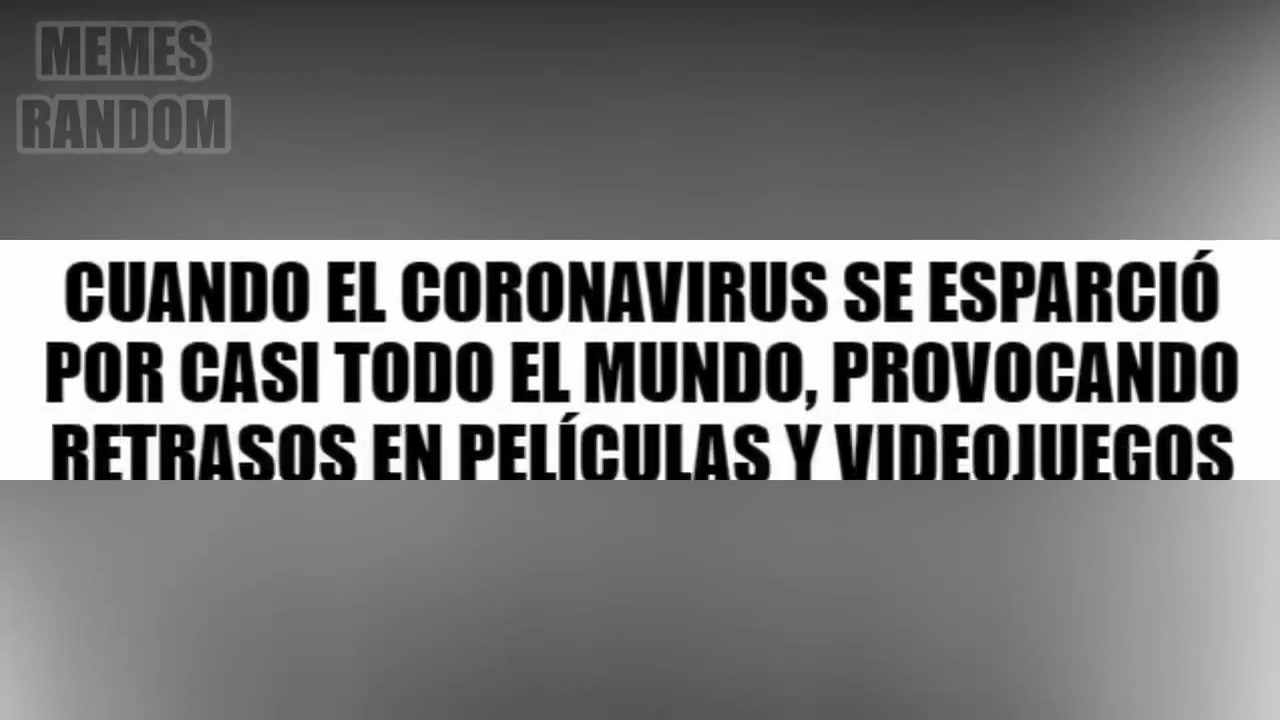 MEMES
RANDOM
CUANDO EL CORONAVIRUS SE ESPARCIÓ
POR CASI TODO EL MUNDO, PROVOCANDO
RETRASOS EN PELÍCULAS Y VIDEOJUEGOS